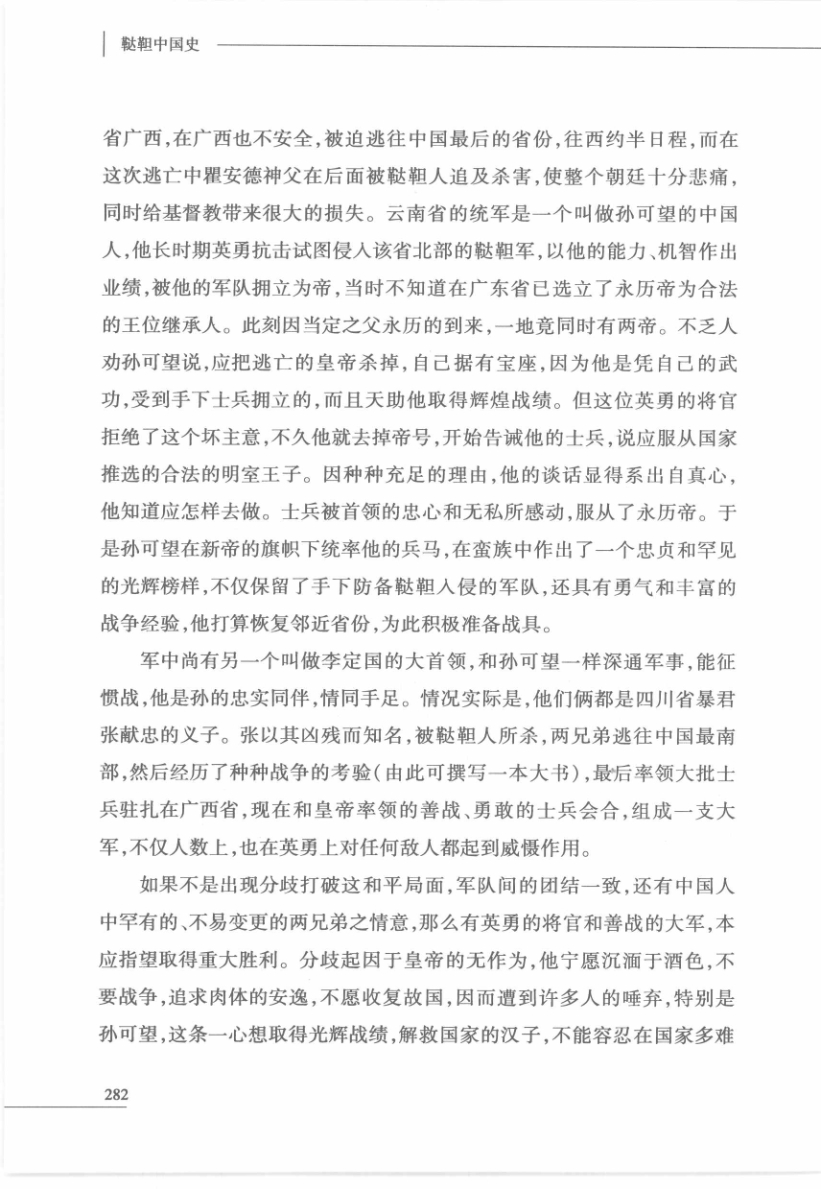 鞑靼中国史
省广西,在广西也不安全,被迫逃往中国最后的省份,往西约半日程,而在
这次逃亡中瞿安德神父在后面被鞑靼人追及杀害,使整个朝廷十分悲痛,
同时给基督教带来很大的损失。云南省的统军是一个叫做孙可望的中国
人,他长时期英勇抗击试图侵入该省北部的鞑靼军,以他的能力、机智作出
业绩,被他的军队拥立为帝,当时不知道在广东省已选立了永历帝为合法
的王位继承人。此刻因当定之父永历的到来,一地竟同时有两帝。不乏人
劝孙可望说,应把逃亡的皇帝杀掉,自己据有宝座,因为他是凭自己的武
功,受到手下士兵拥立的,而且天助他取得辉煌战绩。但这位英勇的将官
拒绝了这个坏主意,不久他就去掉帝号,开始告诫他的士兵,说应服从国家
推选的合法的明室王子。因种种充足的理由,他的谈话显得系出自真心,
他知道应怎样去做。士兵被首领的忠心和无私所感动,服从了永历帝。于
是孙可望在新帝的旗帜下统率他的兵马,在蛮族中作出了一个忠贞和罕见
的光辉榜样,不仅保留了手下防备鞑靼入侵的军队,还具有勇气和丰富的
战争经验,他打算恢复邻近省份,为此积极准备战具。
军中尚有另一个叫做李定国的大首领,和孙可望一样深通军事,能征
惯战,他是孙的忠实同伴,情同手足。情况实际是,他们俩都是四川省暴君
张献忠的义子。张以其凶残而知名,被鞑靼人所杀,两兄弟逃往中国最南
部,然后经历了种种战争的考验(由此可撰写一本大书),最后率领大批士
兵驻扎在广西省,现在和皇帝率领的善战、勇敢的士兵会合,组成一支大
军,不仅人数上,也在英勇上对任何敌人都起到威慑作用。
如果不是出现分歧打破这和平局面,军队间的团结一致,还有中国人
中罕有的、不易变更的两兄弟之情意,那么有英勇的将官和善战的大军,本
应指望取得重大胜利。分歧起因于皇帝的无作为,他宁愿沉湎于酒色,不
要战争,追求肉体的安逸,不愿收复故国,因而遭到许多人的唾弃,特别是
孙可望,这条一心想取得光辉战绩,解救国家的汉子,不能容忍在国家多难
282